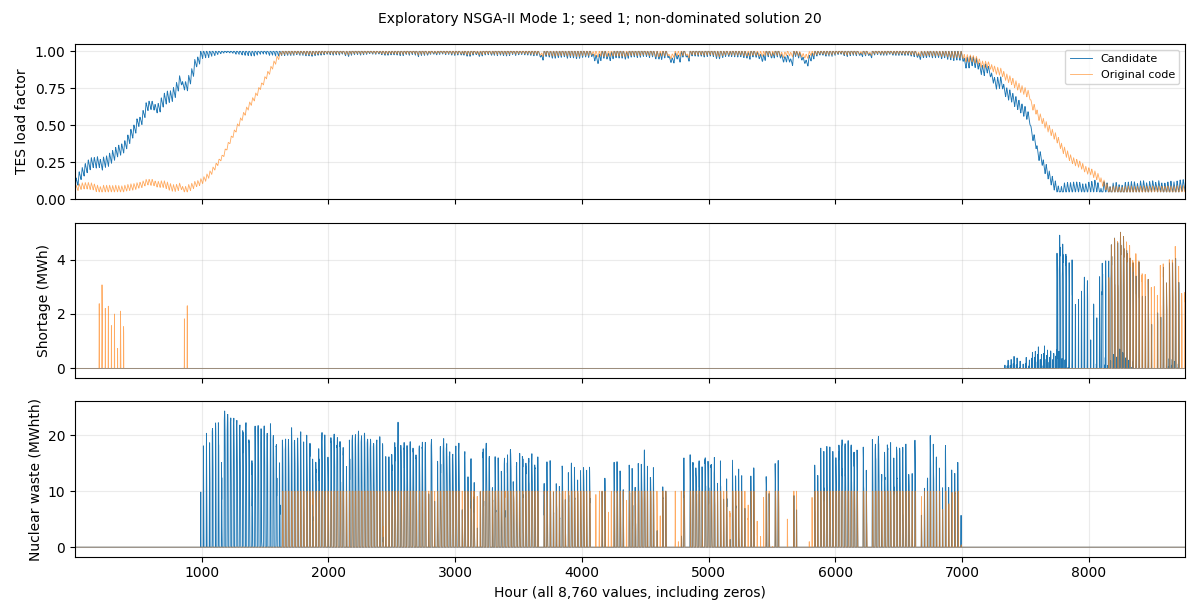 Exploratory NSGA-II Mode 1; seed 1; non-dominated solution 20
TES load factor
1.00
0.75
0.50
0.25
0.00
Candidate
Original code
Shortage (MWh)
4
2
0
Nuclear waste (MWhth)
20
10
0
1000 2000 3000 4000 5000 6000 7000 8000
Hour (all 8,760 values, including zeros)